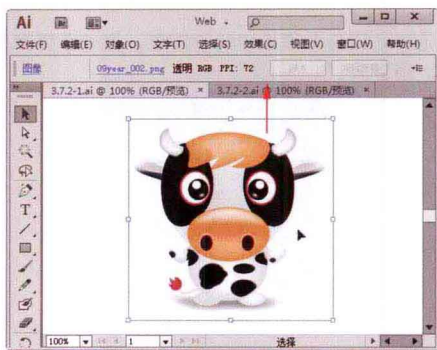 Ai Br Web
文件(F) 编辑(E) 对象(O) 文字(T) 选择(S) 效果(C) 视图(V) 窗口(W) 帮助(H)
图像 09year_002.png 透明 RGB PPI: 72
3.7.2-1.ai @ 100% (RGB/预览) × 3.7.2-2.ai @ 100% (RGB/预览) ×
T
100% 1 选择